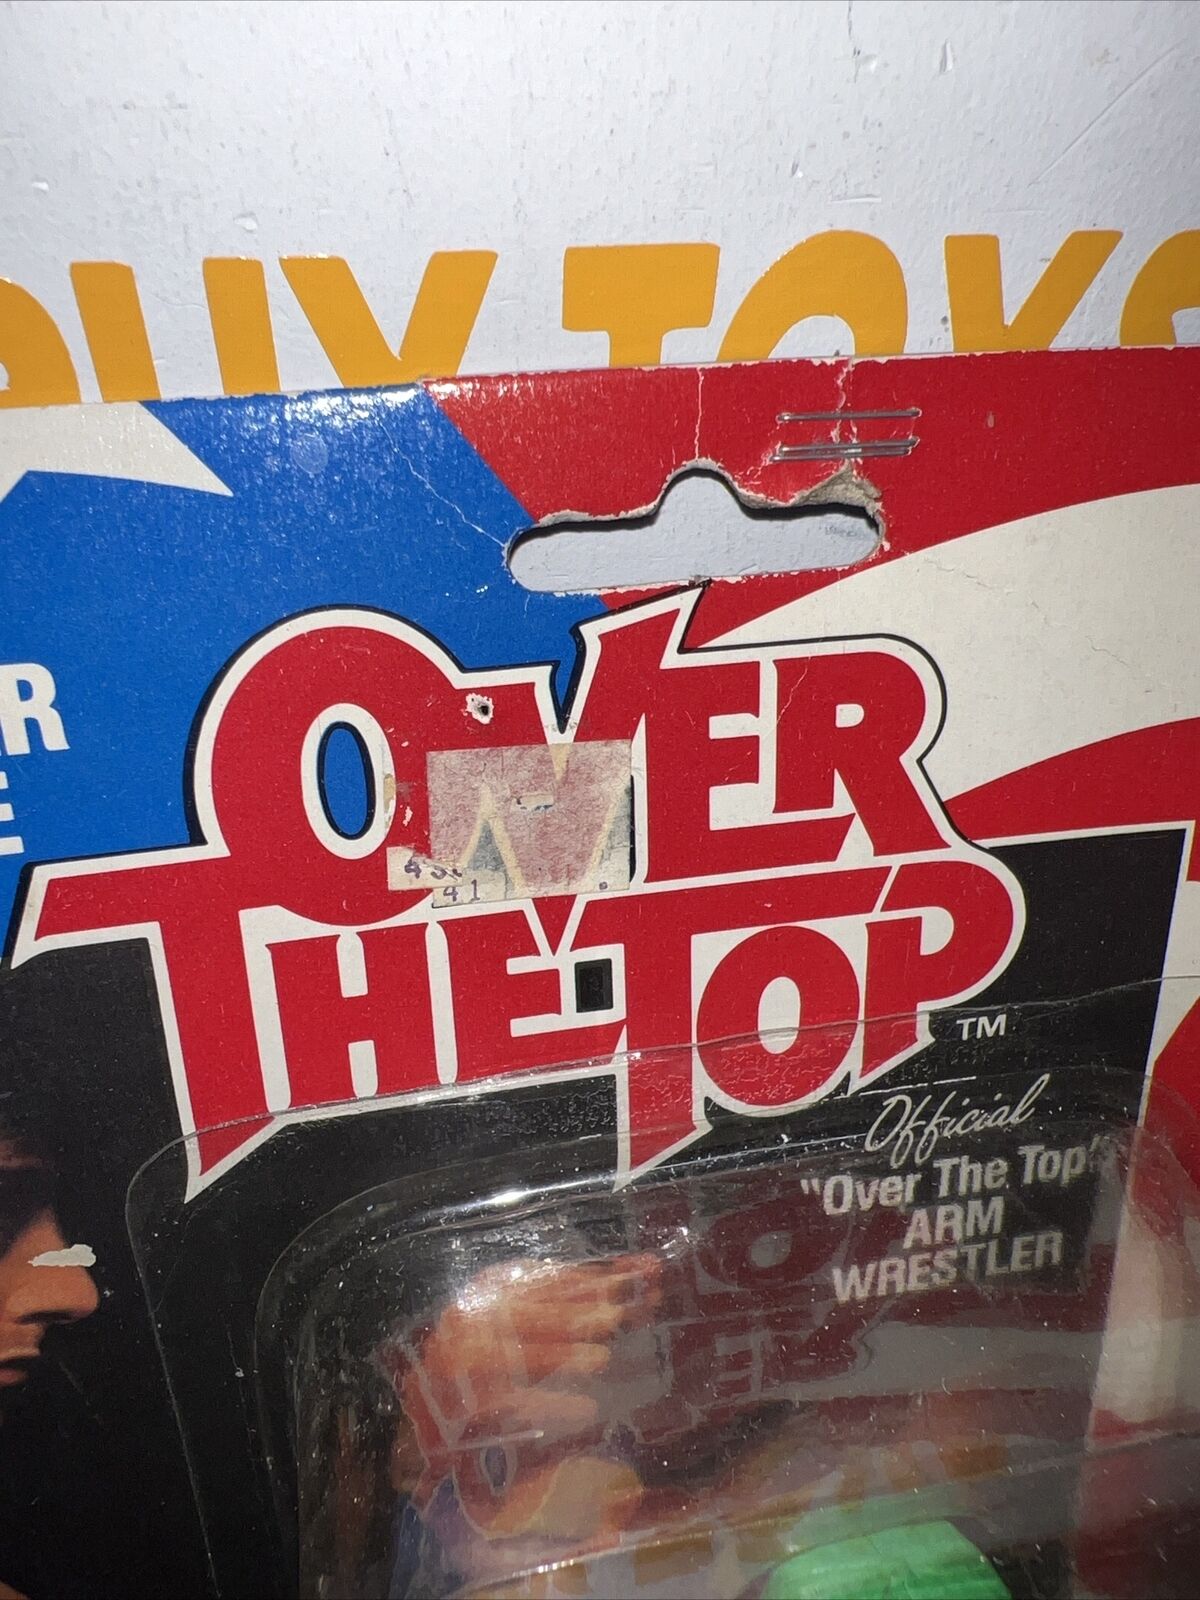 BUY TOYS
OVER
THE TOP
TM
Official
"Over The Top"
ARM
WRESTLER
41